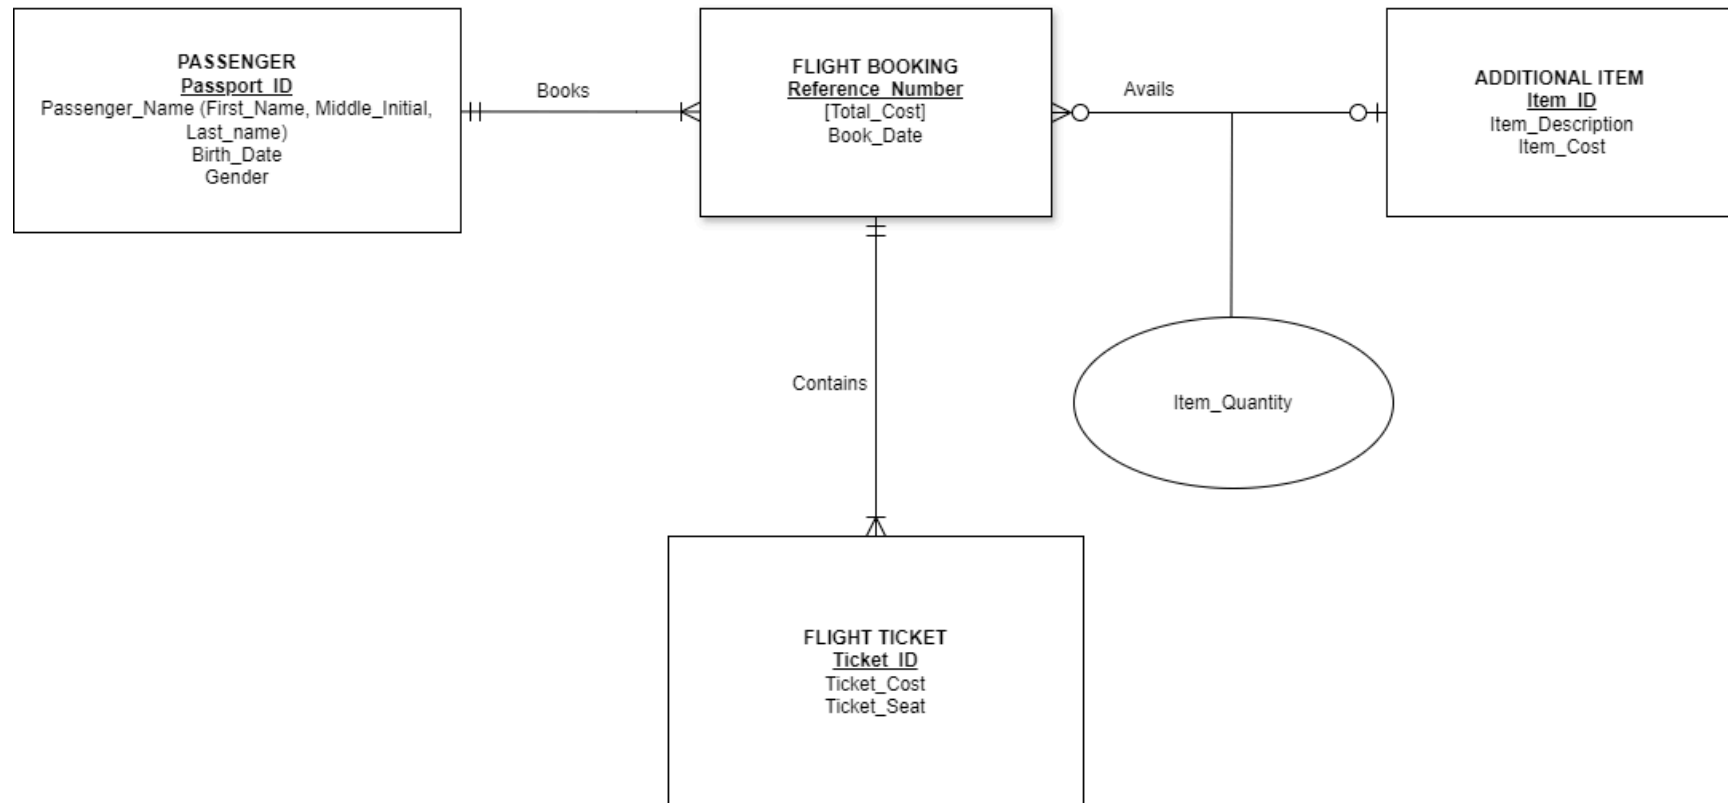 PASSENGER
Passport_ID
Passenger_Name (First_Name, Middle_Initial,
Last_name)
Birth_Date
Gender
Books
FLIGHT BOOKING
Reference_Number
[Total_Cost]
Book_Date
Avails
ADDITIONAL ITEM
Item_ID
Item_Description
Item_Cost
Contains
Item_Quantity
FLIGHT TICKET
Ticket_ID
Ticket_Cost
Ticket_Seat